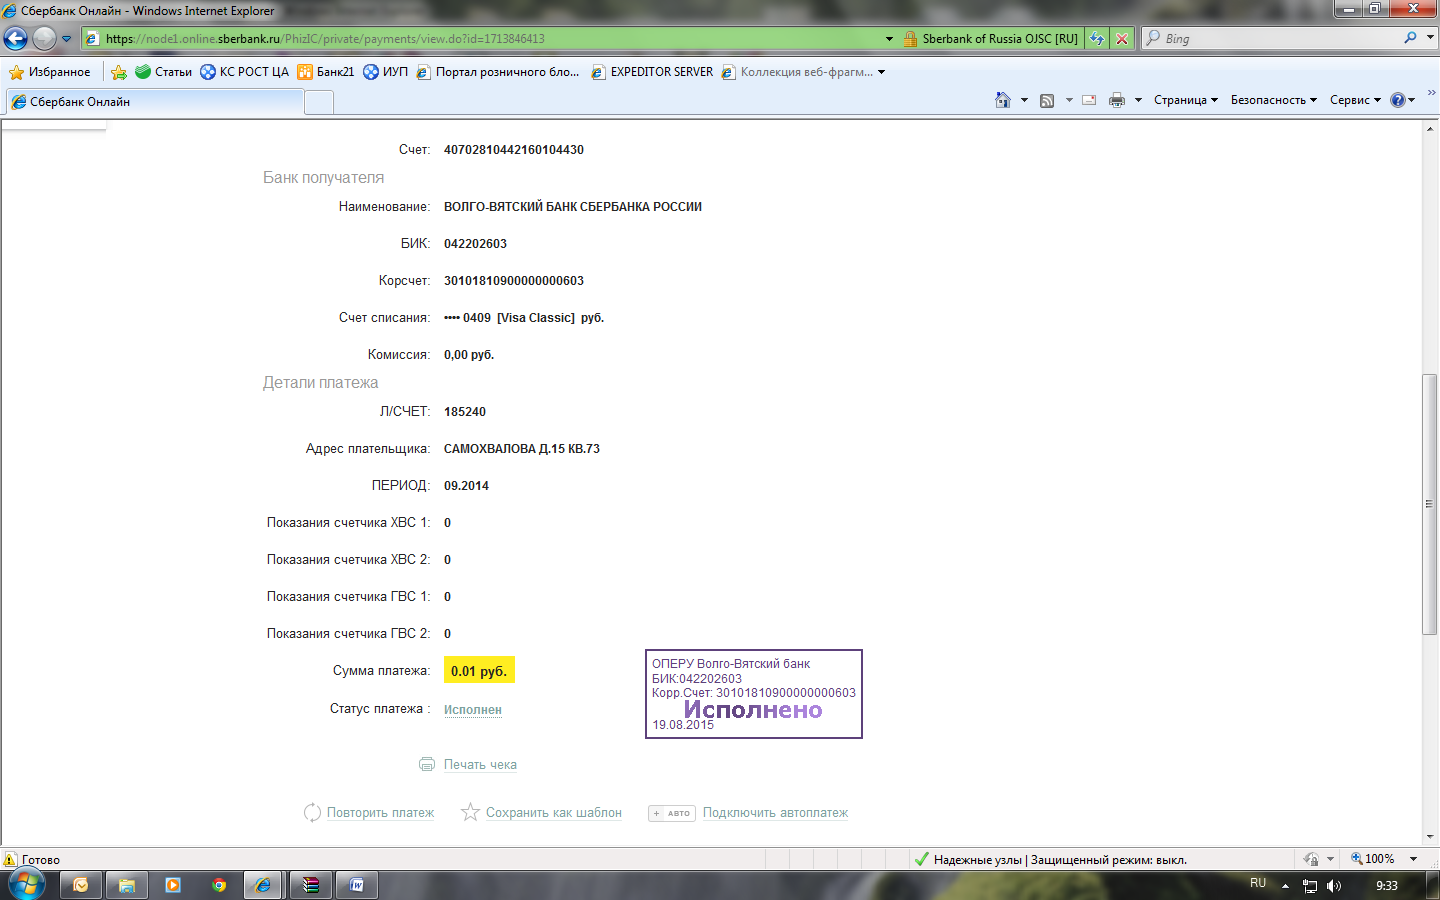 Сбербанк Онлайн - Windows Internet Explorer
https://node1.online.sberbank.ru/PhizIC/private/payments/view.do?id=1713846413
Sberbank of Russia OJSC [RU]
Bing
Избранное
Статьи
КС РОСТ ЦА
Банк21
ИУП
Портал розничного бло...
EXPEDITOR SERVER
Коллекция веб-фрагм...
Сбербанк Онлайн
Страница
Безопасность
Сервис
Счет: 40702810442160104430
Банк получателя
Наименование: ВОЛГО-ВЯТСКИЙ БАНК СБЕРБАНКА РОССИИ
БИК: 042202603
Корсчет: 30101810900000000603
Счет списания: •••• 0409 [Visa Classic] руб.
Комиссия: 0,00 руб.
Детали платежа
Л/СЧЕТ: 185240
Адрес плательщика: САМОХВАЛОВА Д.15 КВ.73
ПЕРИОД: 09.2014
Показания счетчика ХВС 1: 0
Показания счетчика ХВС 2: 0
Показания счетчика ГВС 1: 0
Показания счетчика ГВС 2: 0
Сумма платежа: 0.01 руб.
Статус платежа : Исполнен
ОПЕРУ Волго-Вятский банк
БИК:042202603
Корр.Счет: 30101810900000000603
Исполнено
19.08.2015
Печать чека
Повторить платеж
Сохранить как шаблон
+ АВТО
Подключить автоплатеж
Готово
Надежные узлы | Защищенный режим: выкл.
100%
RU
9:33